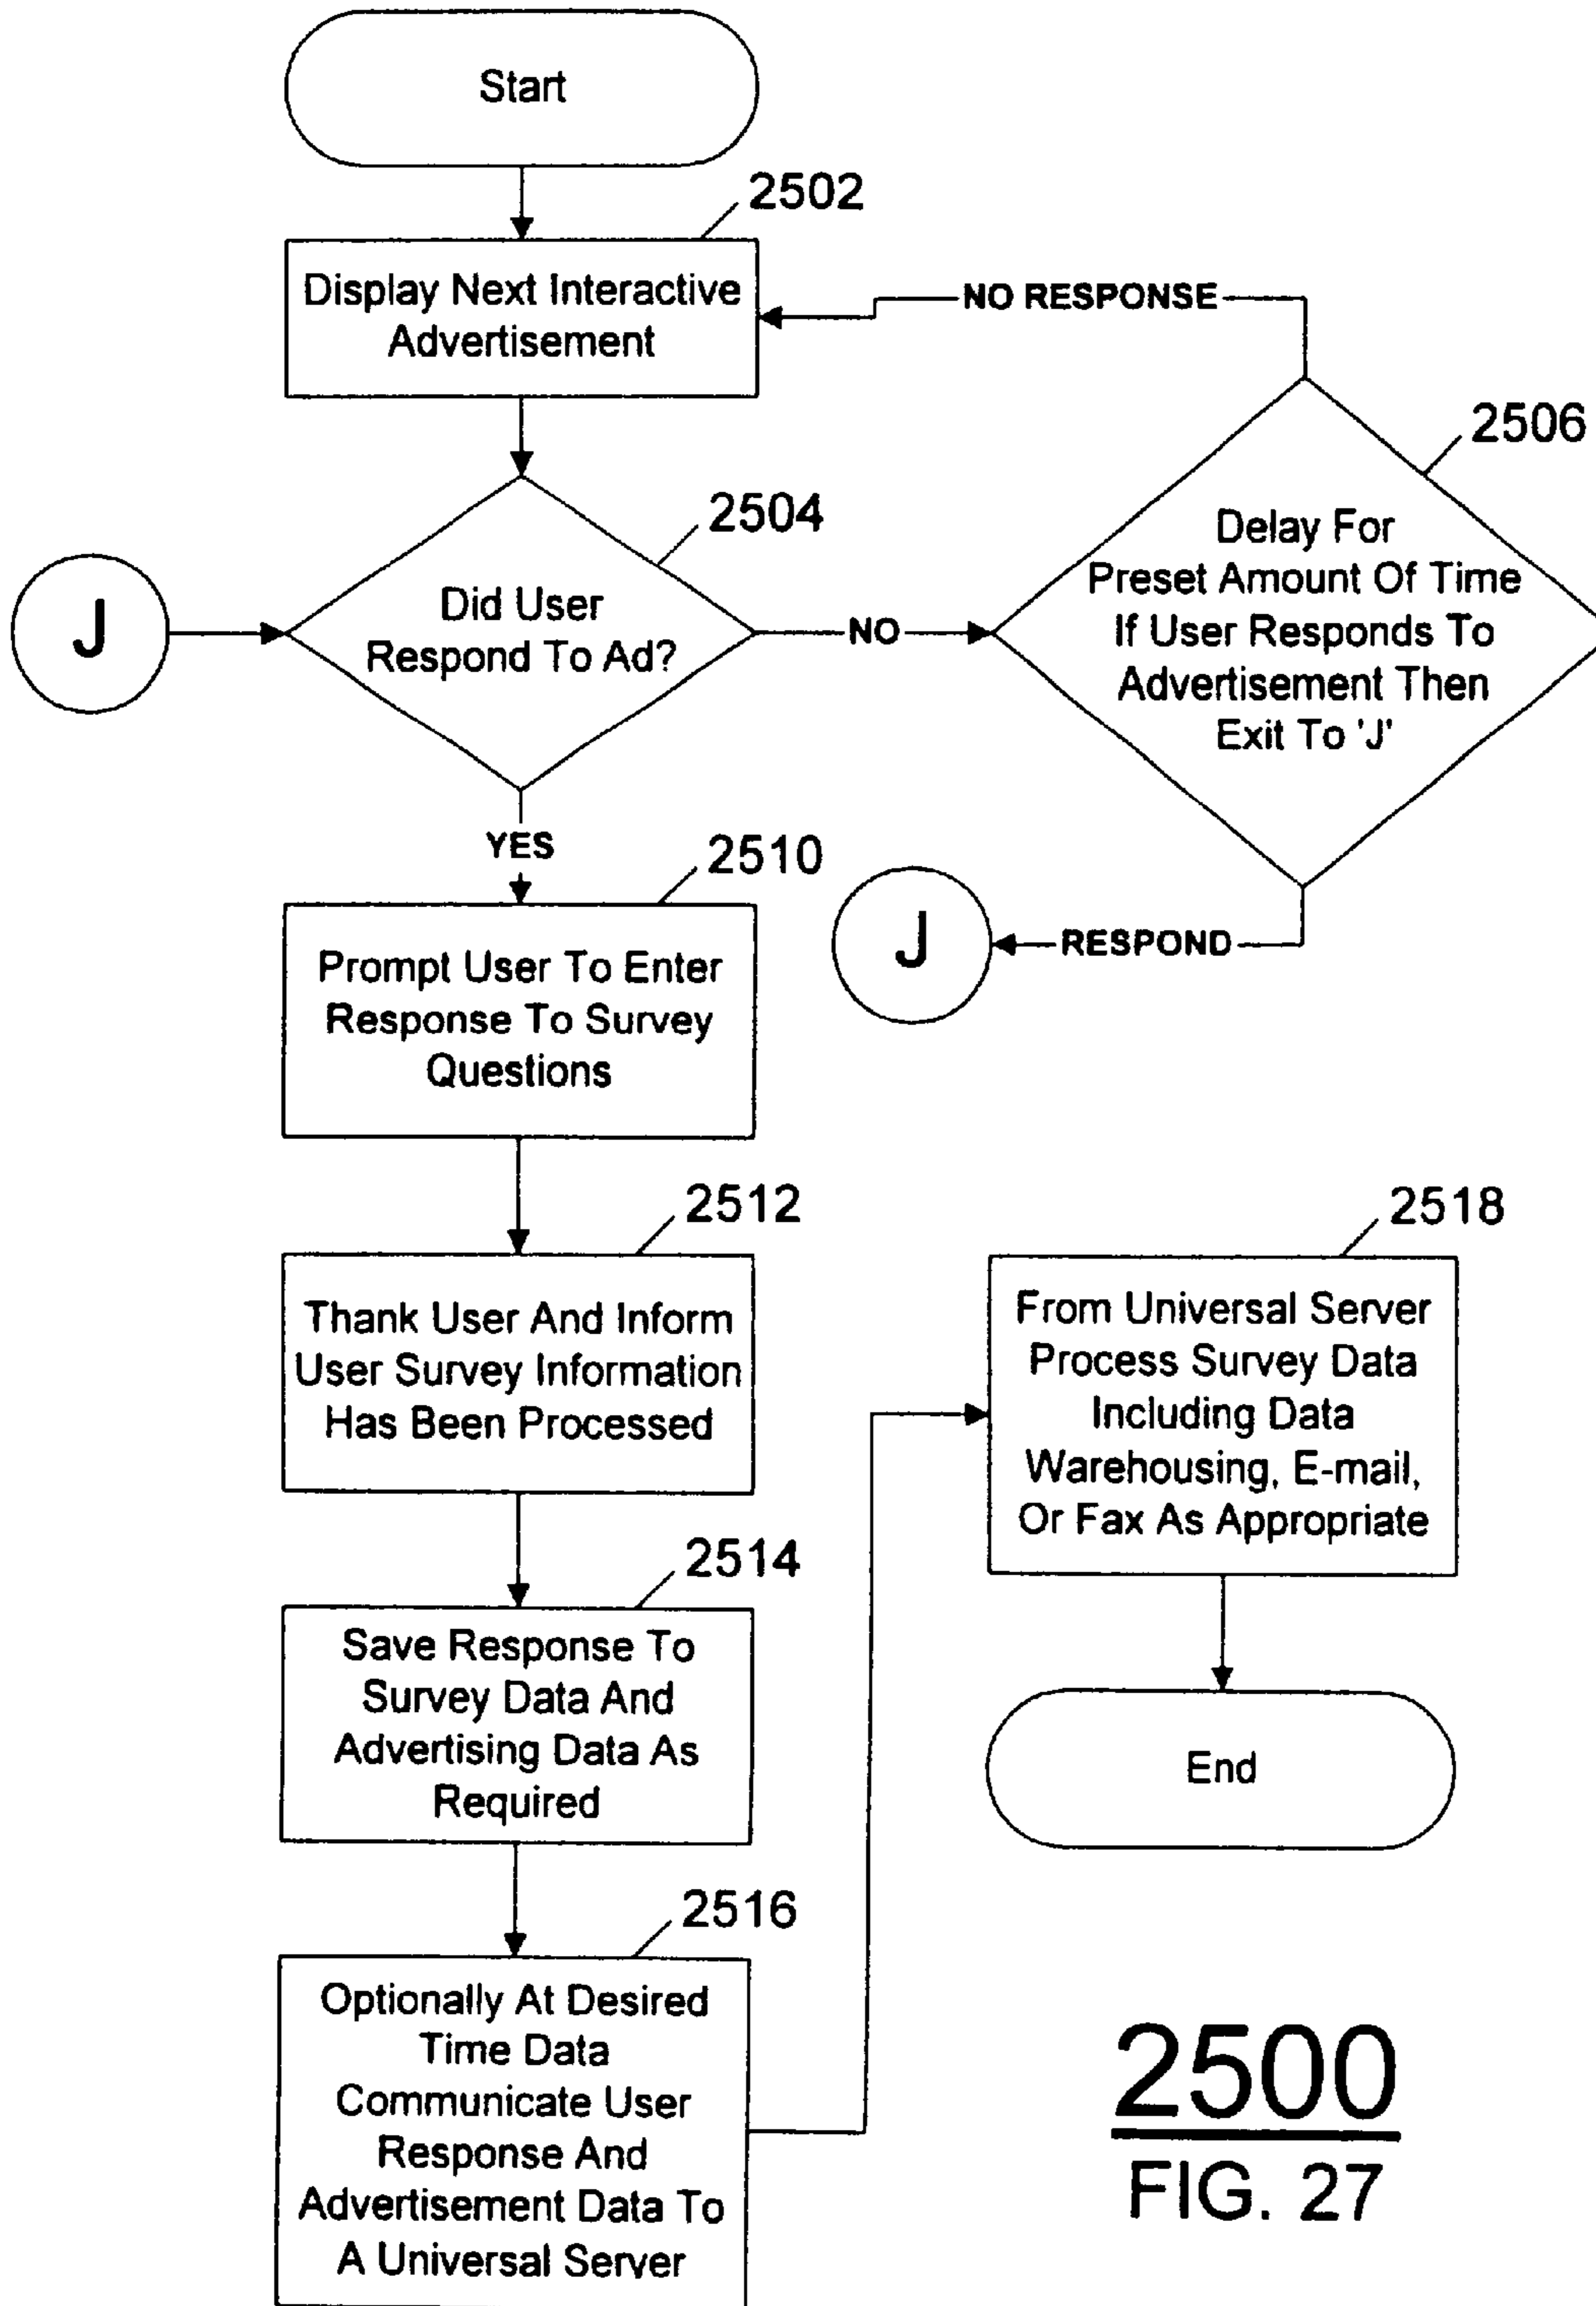 Start
2502
Display Next Interactive
Advertisement
NO RESPONSE
2506
Delay For
Preset Amount Of Time
If User Responds To
Advertisement Then
Exit To 'J'
2504
Did User
Respond To Ad?
J
NO
YES
J
RESPOND
2510
Prompt User To Enter
Response To Survey
Questions
2512
Thank User And Inform
User Survey Information
Has Been Processed
2514
Save Response To
Survey Data And
Advertising Data As
Required
2516
Optionally At Desired
Time Data
Communicate User
Response And
Advertisement Data To
A Universal Server
2518
From Universal Server
Process Survey Data
Including Data
Warehousing, E-mail,
Or Fax As Appropriate
End
2500
FIG. 27